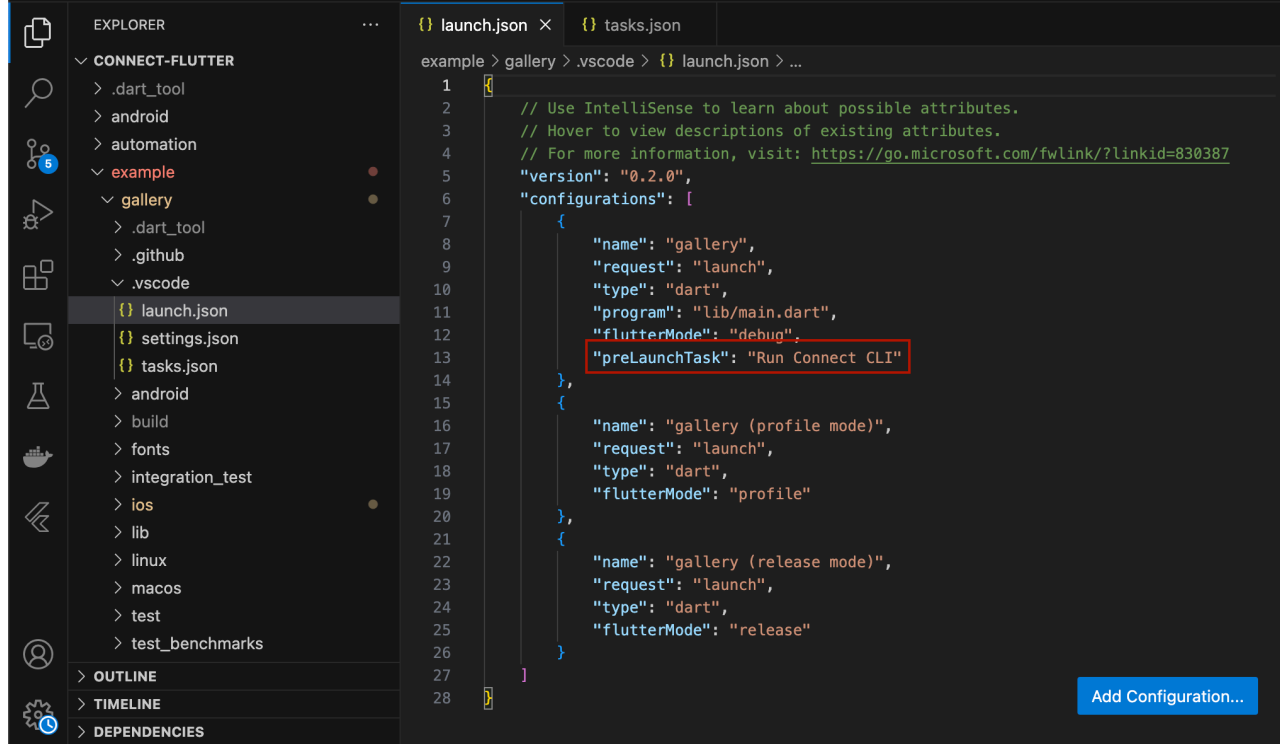 EXPLORER
···
CONNECT-FLUTTER
.dart_tool
android
automation
example
gallery
.dart_tool
.github
.vscode
{} launch.json
{} settings.json
{} tasks.json
android
build
fonts
integration_test
ios
lib
linux
macos
test
test_benchmarks
OUTLINE
TIMELINE
DEPENDENCIES
5
{} launch.json ×
{} tasks.json
example > gallery > .vscode > {} launch.json > ...
1 {
2 // Use IntelliSense to learn about possible attributes.
3 // Hover to view descriptions of existing attributes.
4 // For more information, visit: https://go.microsoft.com/fwlink/?linkid=830387
5 "version": "0.2.0",
6 "configurations": [
7 {
8 "name": "gallery",
9 "request": "launch",
10 "type": "dart",
11 "program": "lib/main.dart",
12 "flutterMode": "debug",
13 "preLaunchTask": "Run Connect CLI"
14 },
15 {
16 "name": "gallery (profile mode)",
17 "request": "launch",
18 "type": "dart",
19 "flutterMode": "profile"
20 },
21 {
22 "name": "gallery (release mode)",
23 "request": "launch",
24 "type": "dart",
25 "flutterMode": "release"
26 }
27 ]
28 }
Add Configuration...